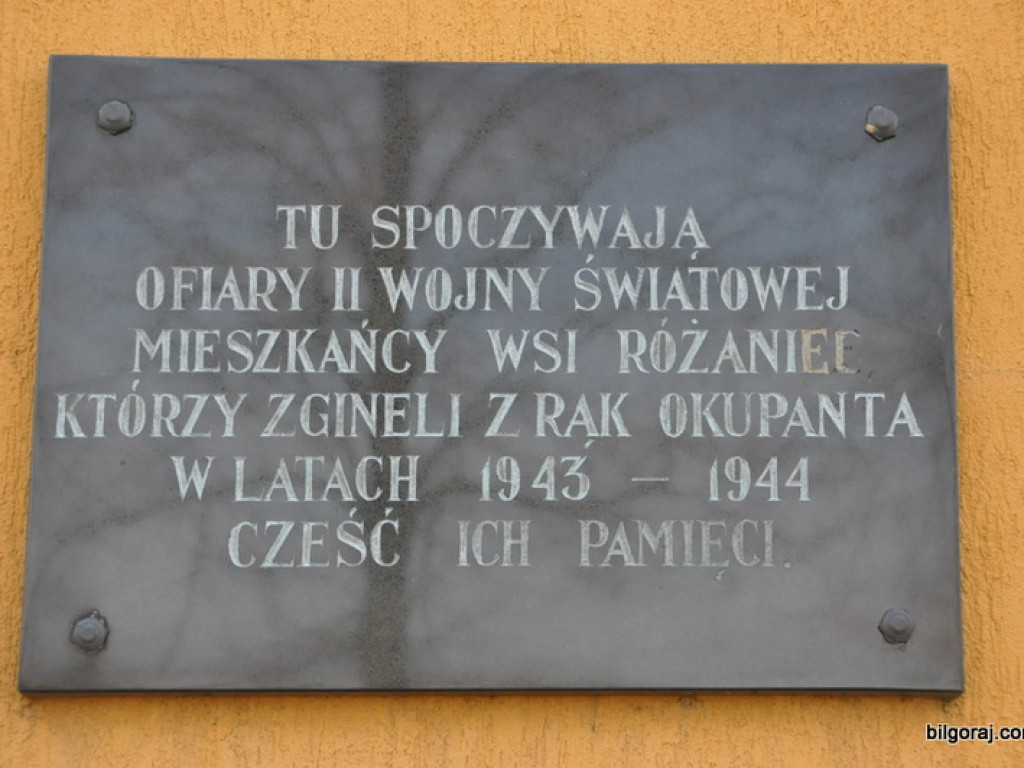 TU SPOCZYWAJĄ
OFIARY II WOJNY ŚWIATOWEJ
MIESZKAŃCY WSI RÓŻANIEC
KTÓRZY ZGINELI Z RĄK OKUPANTA
W LATACH 1943 – 1944
CZEŚĆ ICH PAMIĘCI.
bilgoraj.com